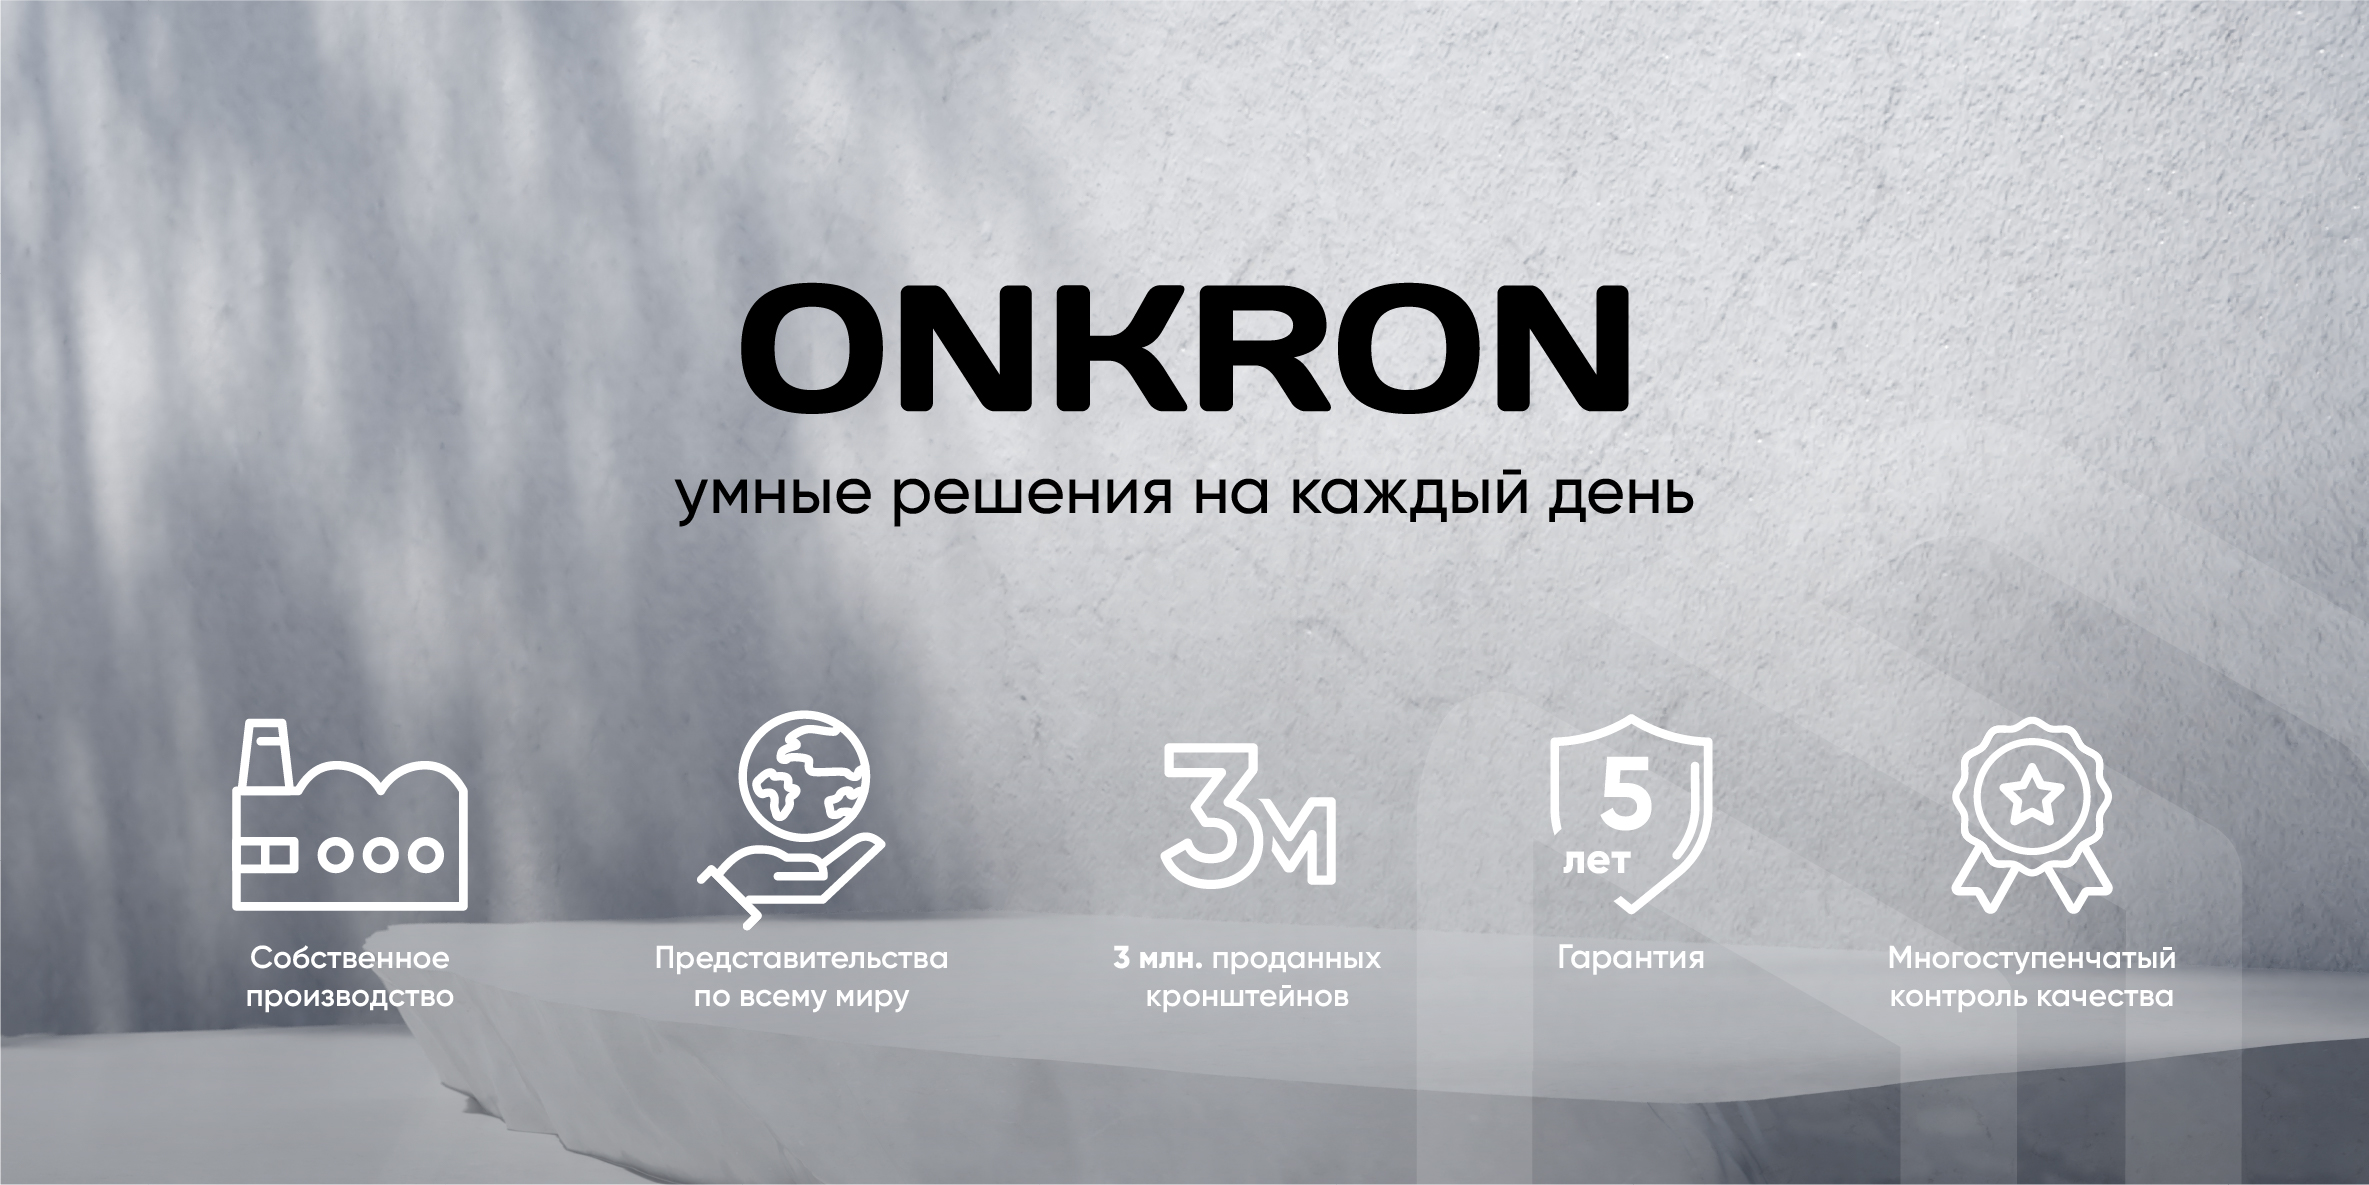 ONKRON
умные решения на каждый день
3м
5
лет
Собственное
производство
Представительства
по всему миру
3 млн. проданных
кронштейнов
Гарантия
Многоступенчатый
контроль качества